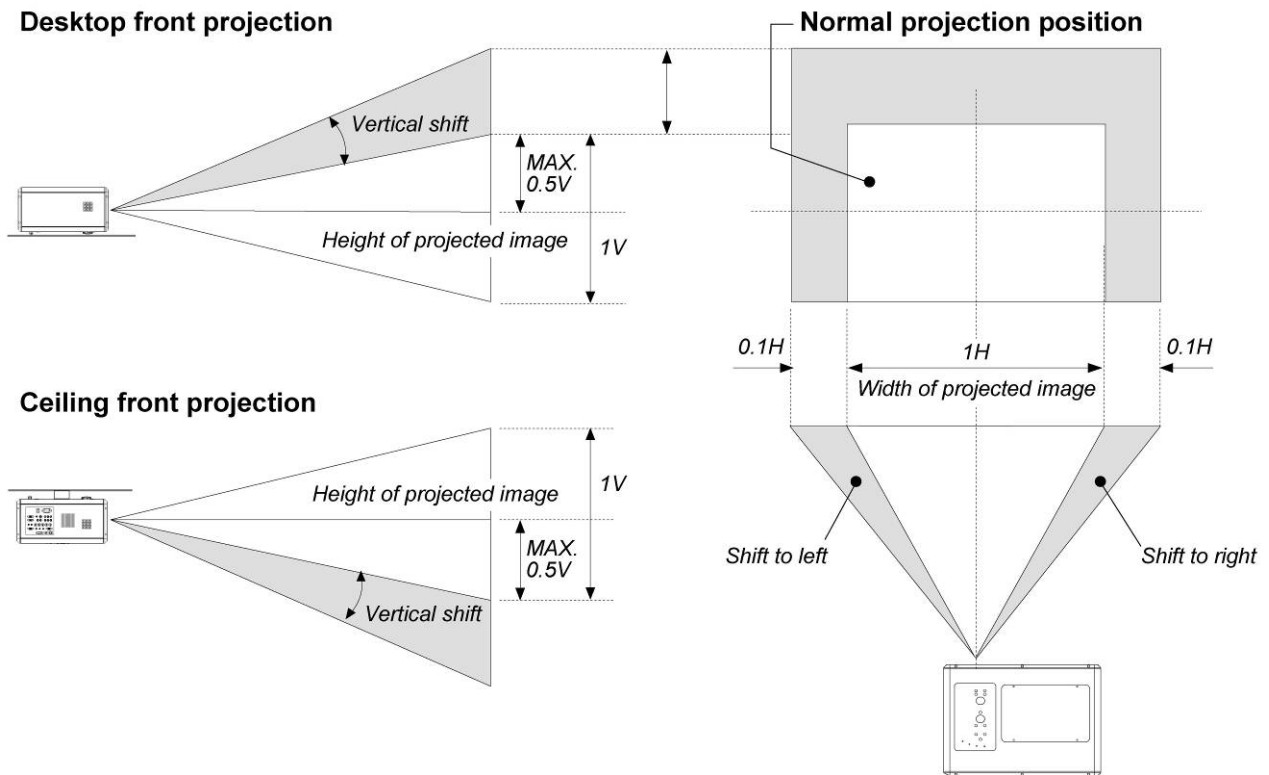 Desktop front projection
Normal projection position
Vertical shift
MAX.
0.5V
Height of projected image
1V
0.1H
1H
0.1H
Width of projected image
Ceiling front projection
Height of projected image
1V
MAX.
0.5V
Vertical shift
Shift to left
Shift to right